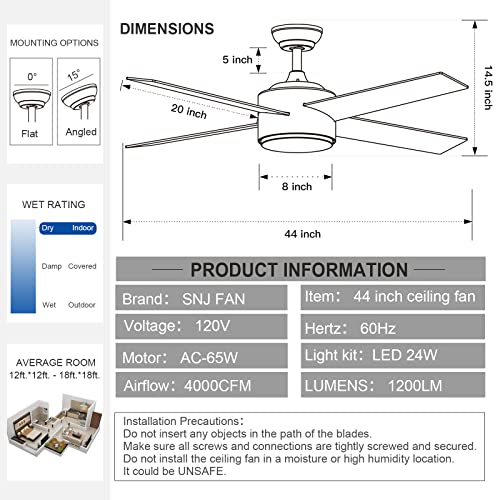 MOUNTING OPTIONS
0° 15°
Flat Angled
WET RATING
Dry Indoor
Damp Covered
Wet Outdoor
AVERAGE ROOM
12ft.*12ft. - 18ft.*18ft.
DIMENSIONS
5 inch
14.5 inch
20 inch
8 inch
44 inch
PRODUCT INFORMATION
Brand: SNJ FAN
Item: 44 inch ceiling fan
Voltage: 120V
Hertz: 60Hz
Motor: AC-65W
Light kit: LED 24W
Airflow: 4000CFM
LUMENS: 1200LM
Installation Precautions:
Do not insert any objects in the path of the blades.
Make sure all screws and connections are tightly screwed and secured.
Do not install the ceiling fan in a moisture or high humidity location.
It could be UNSAFE.